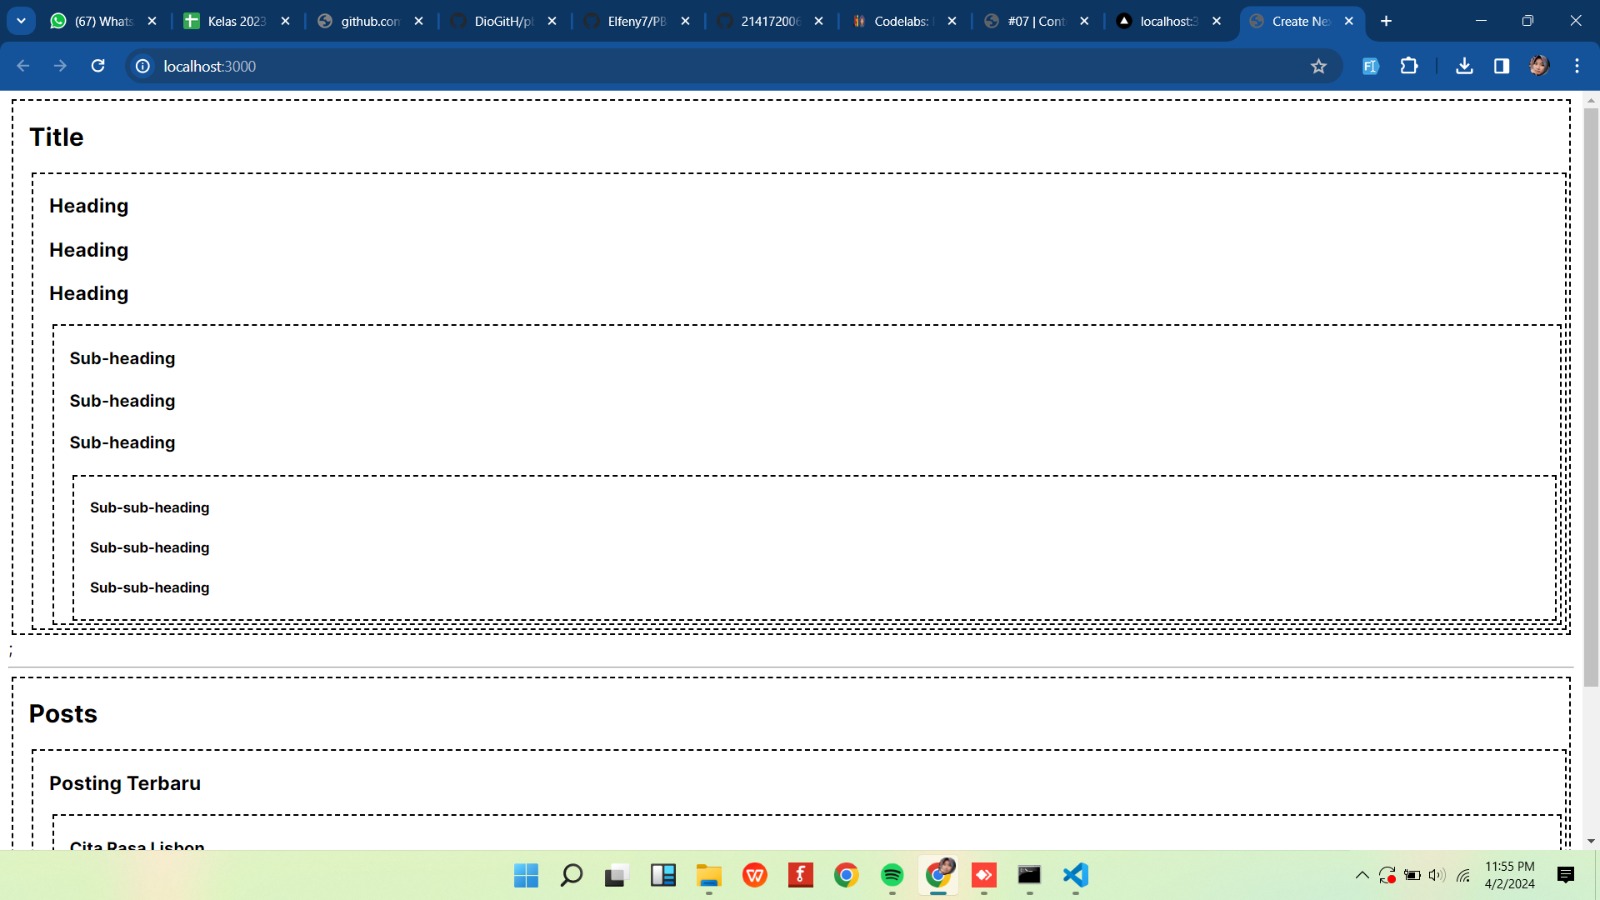 (67) Whats
Kelas 2023
github.com
DioGitH/pl
Elfeny7/PB
214172006
Codelabs:
#07 | Cont
localhost:3
Create Ne
localhost:3000
Title
Heading
Heading
Heading
Sub-heading
Sub-heading
Sub-heading
Sub-sub-heading
Sub-sub-heading
Sub-sub-heading
;
Posts
Posting Terbaru
Cita Rasa Lisbon
11:55 PM
4/2/2024